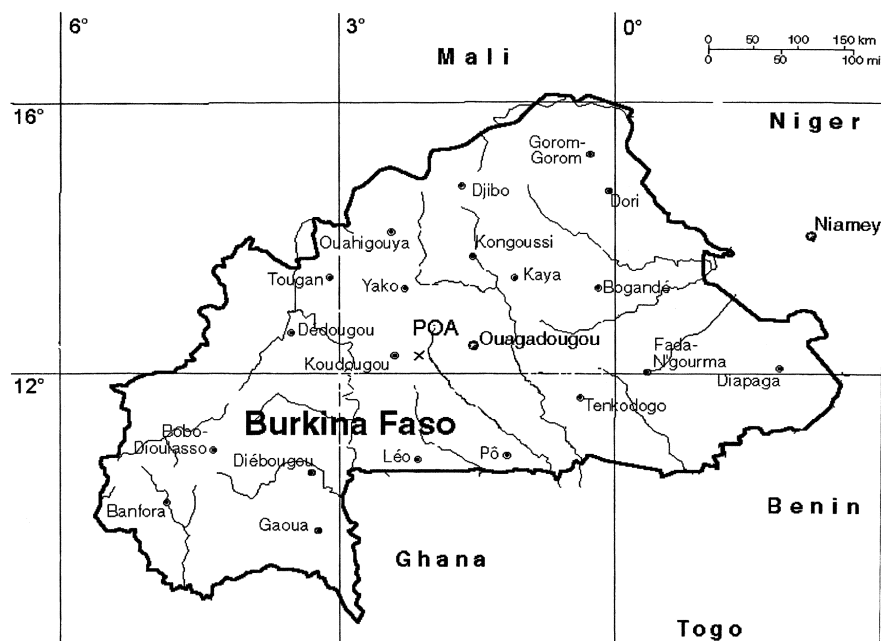 6°
3°
0°
0 50 100 150 km
0 50 100 mi
Mali
16°
Niger
Gorom-
Gorom
Djibo
Dori
Niamey
Ouahigouya
Kongoussi
Tougan
Yako
Kaya
Bogandé
Dédougou
POA
Ouagadougou
Koudougou
Fada-
N'gourma
12°
Diapaga
Tenkodogo
Burkina Faso
Bobo-
Dioulasso
Diébougou
Léo
Pô
Banfora
Gaoua
Benin
Ghana
Togo